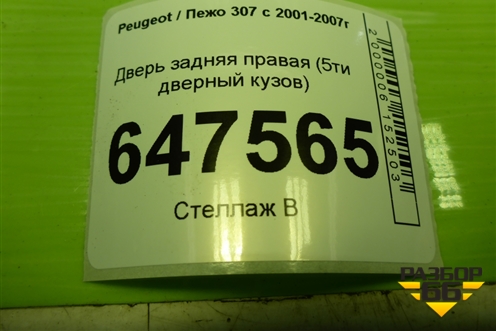 Peugeot / Пежо 307 с 2001-2007г
Дверь задняя правая (5ти
дверный кузов)
647565
Стеллаж В
2000006152503
РАЗБОР
66